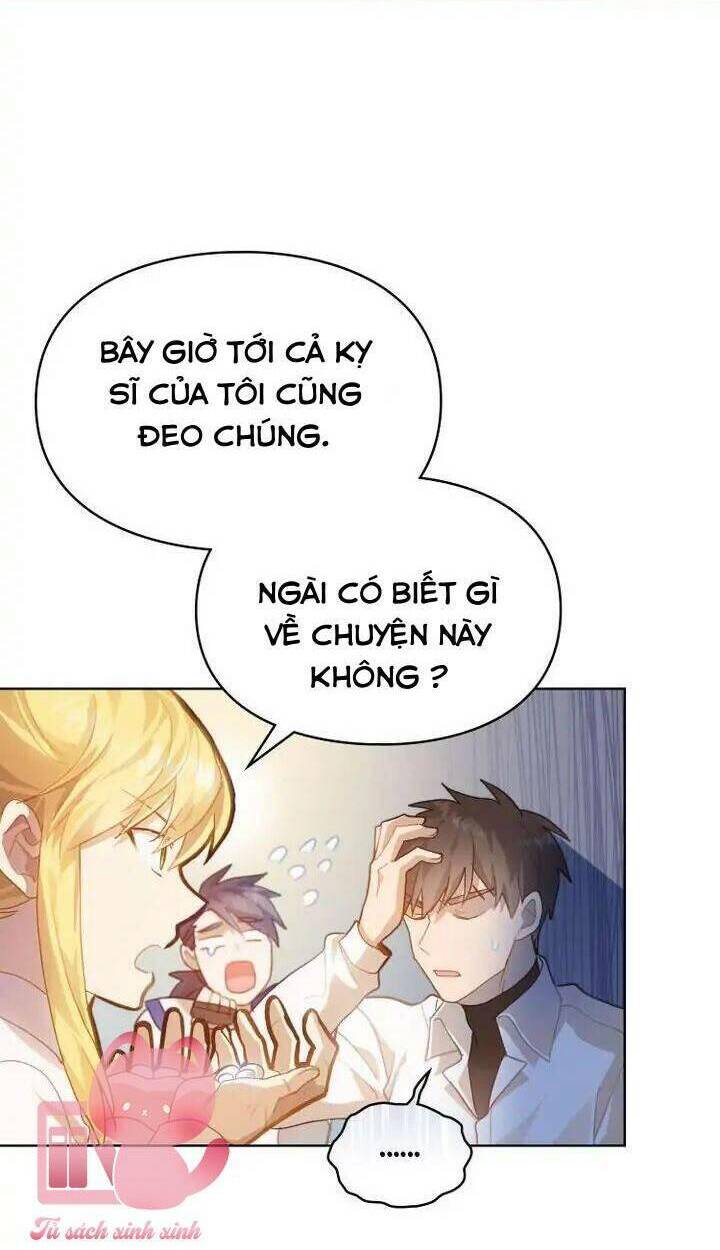 BÂY GIỜ TỚI CẢ KỴ
SĨ CỦA TÔI CŨNG
ĐEO CHÚNG.
NGÀI CÓ BIẾT GÌ
VỀ CHUYỆN NÀY
KHÔNG ?
......
Tủ sách xinh xinh